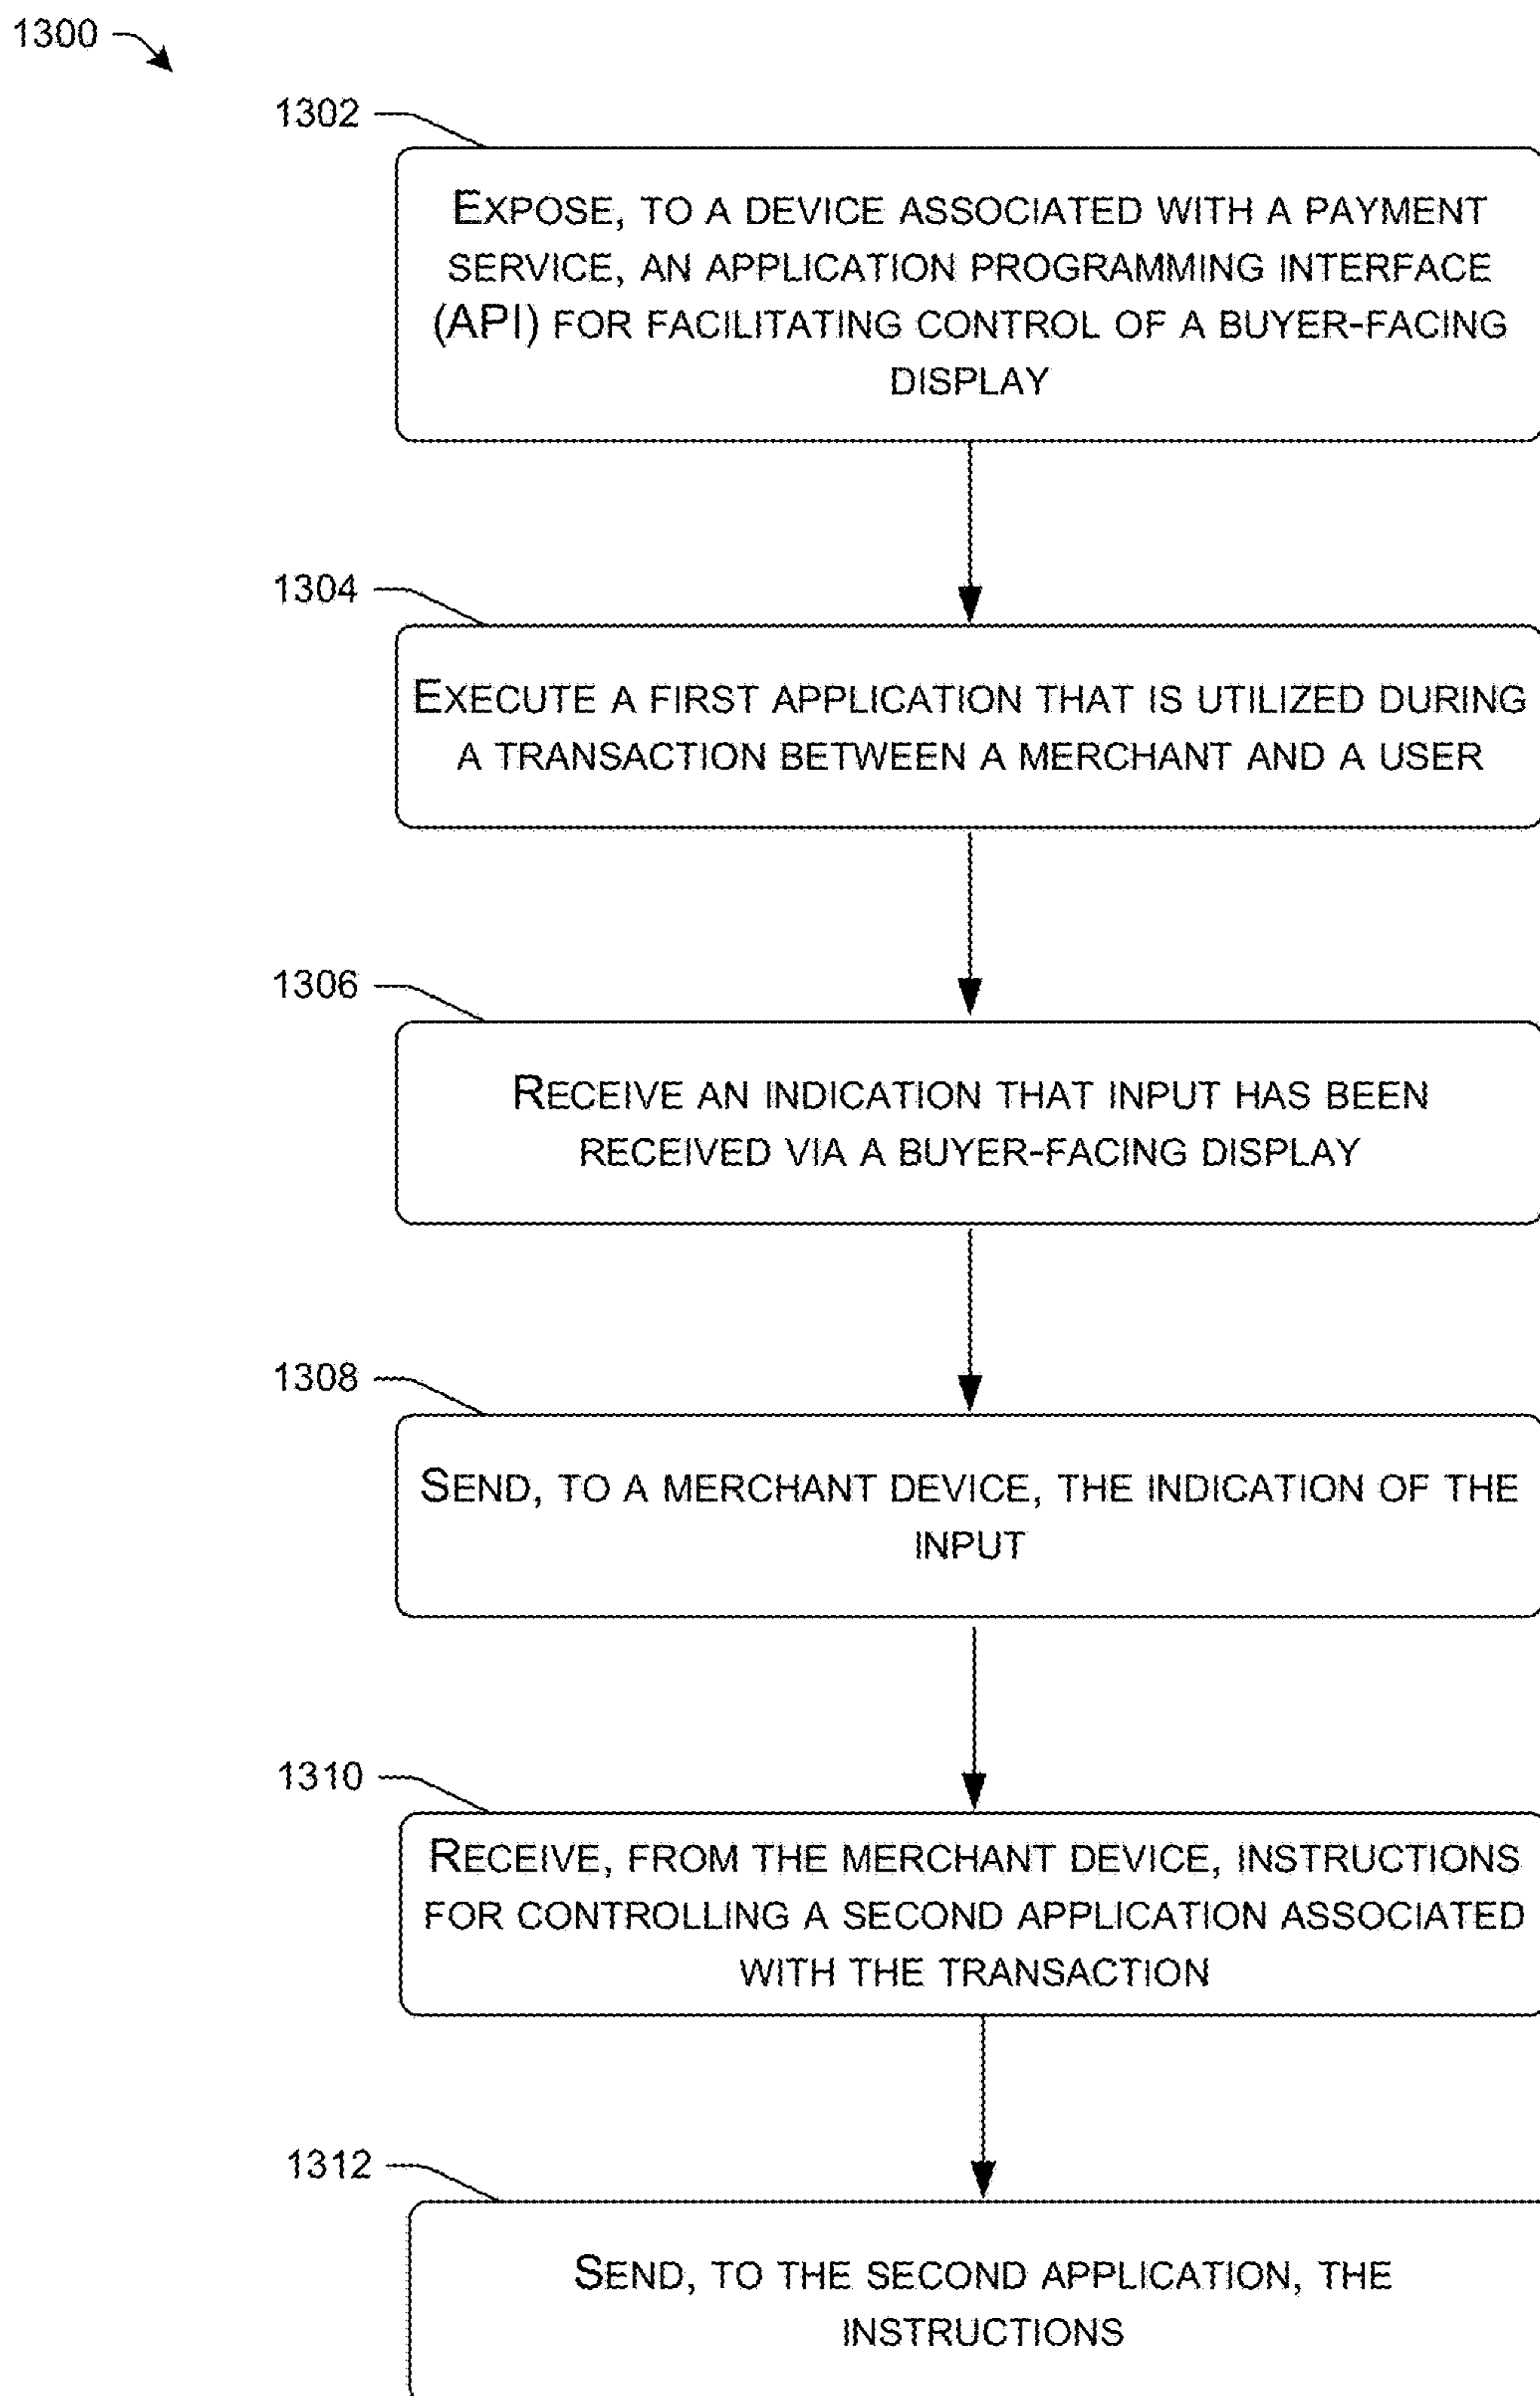 1300
1302
EXPOSE, TO A DEVICE ASSOCIATED WITH A PAYMENT
SERVICE, AN APPLICATION PROGRAMMING INTERFACE
(API) FOR FACILITATING CONTROL OF A BUYER-FACING
DISPLAY
1304
EXECUTE A FIRST APPLICATION THAT IS UTILIZED DURING
A TRANSACTION BETWEEN A MERCHANT AND A USER
1306
RECEIVE AN INDICATION THAT INPUT HAS BEEN
RECEIVED VIA A BUYER-FACING DISPLAY
1308
SEND, TO A MERCHANT DEVICE, THE INDICATION OF THE
INPUT
1310
RECEIVE, FROM THE MERCHANT DEVICE, INSTRUCTIONS
FOR CONTROLLING A SECOND APPLICATION ASSOCIATED
WITH THE TRANSACTION
1312
SEND, TO THE SECOND APPLICATION, THE
INSTRUCTIONS